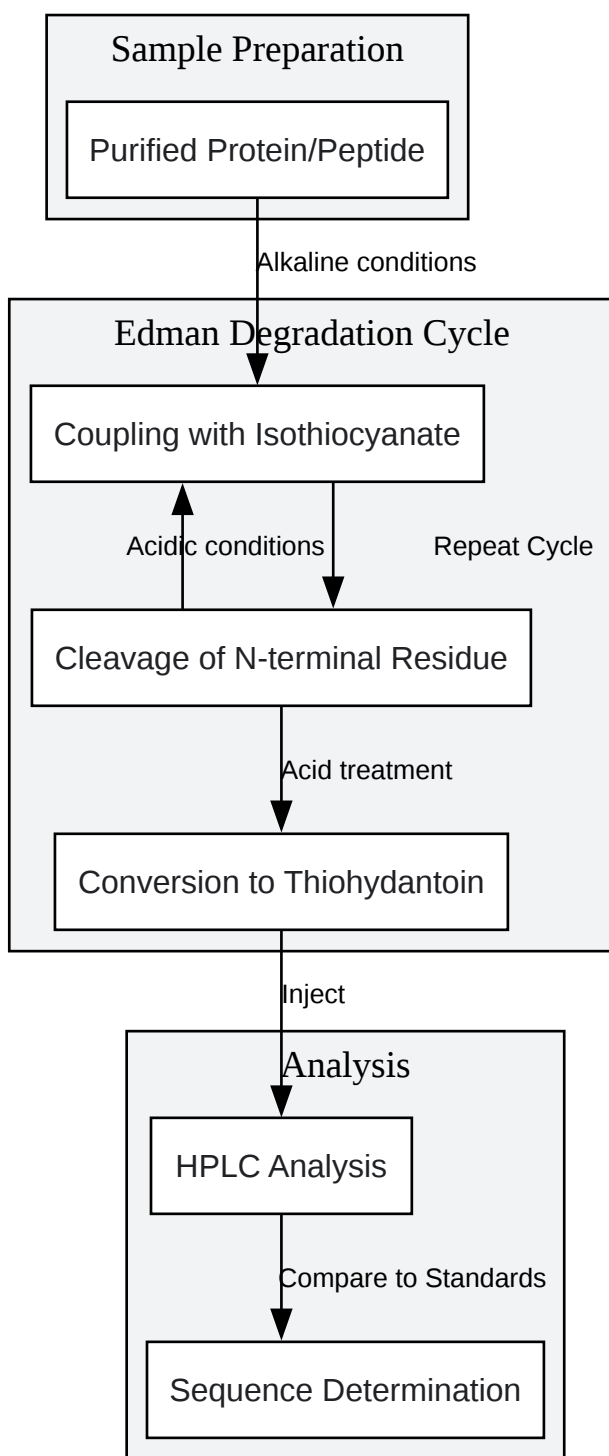 Sample Preparation
Purified Protein/Peptide
Alkaline conditions
Edman Degradation Cycle
Coupling with Isothiocyanate
Acidic conditions
Repeat Cycle
Cleavage of N-terminal Residue
Acid treatment
Conversion to Thiohydantoin
Inject
Analysis
HPLC Analysis
Compare to Standards
Sequence Determination